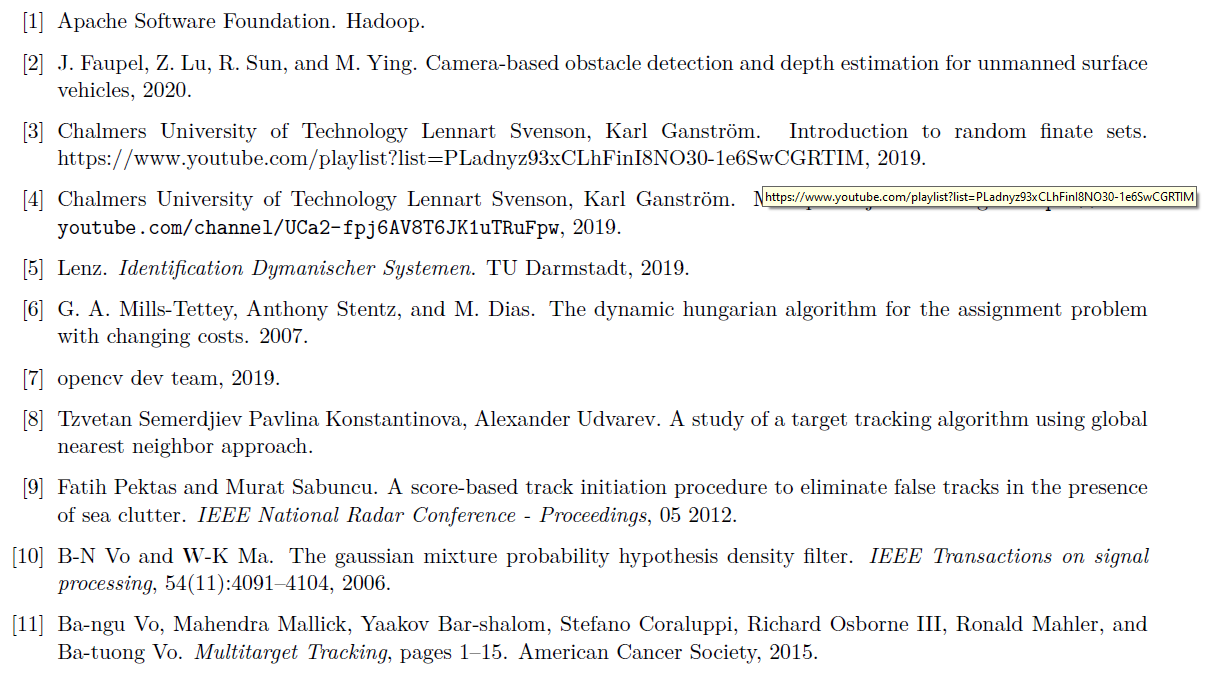 [1] Apache Software Foundation. Hadoop.
[2] J. Faupel, Z. Lu, R. Sun, and M. Ying. Camera-based obstacle detection and depth estimation for unmanned surface
vehicles, 2020.
[3] Chalmers University of Technology Lennart Svenson, Karl Ganström. Introduction to random finate sets.
https://www.youtube.com/playlist?list=PLadnyz93xCLhFinI8NO30-1e6SwCGRTIM, 2019.
[4] Chalmers University of Technology Lennart Svenson, Karl Ganström.
https://www.youtube.com/playlist?list=PLadnyz93xCLhFinI8NO30-1e6SwCGRTIM
youtube.com/channel/UCa2-fpj6AV8T6JK1uTRuFpw, 2019.
[5] Lenz. Identification Dymanischer Systemen. TU Darmstadt, 2019.
[6] G. A. Mills-Tettey, Anthony Stentz, and M. Dias. The dynamic hungarian algorithm for the assignment problem
with changing costs. 2007.
[7] opencv dev team, 2019.
[8] Tzvetan Semerdjiev Pavlina Konstantinova, Alexander Udvarev. A study of a target tracking algorithm using global
nearest neighbor approach.
[9] Fatih Pektas and Murat Sabuncu. A score-based track initiation procedure to eliminate false tracks in the presence
of sea clutter. IEEE National Radar Conference - Proceedings, 05 2012.
[10] B-N Vo and W-K Ma. The gaussian mixture probability hypothesis density filter. IEEE Transactions on signal
processing, 54(11):4091–4104, 2006.
[11] Ba-ngu Vo, Mahendra Mallick, Yaakov Bar-shalom, Stefano Coraluppi, Richard Osborne III, Ronald Mahler, and
Ba-tuong Vo. Multitarget Tracking, pages 1–15. American Cancer Society, 2015.